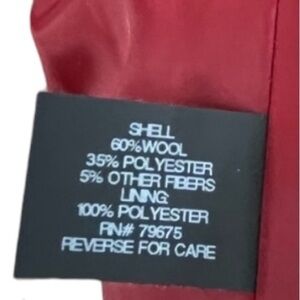 SHELL
60% WOOL
35% POLYESTER
5% OTHER FIBERS
LINING
100% POLYESTER
RN# 79675
REVERSE FOR CARE